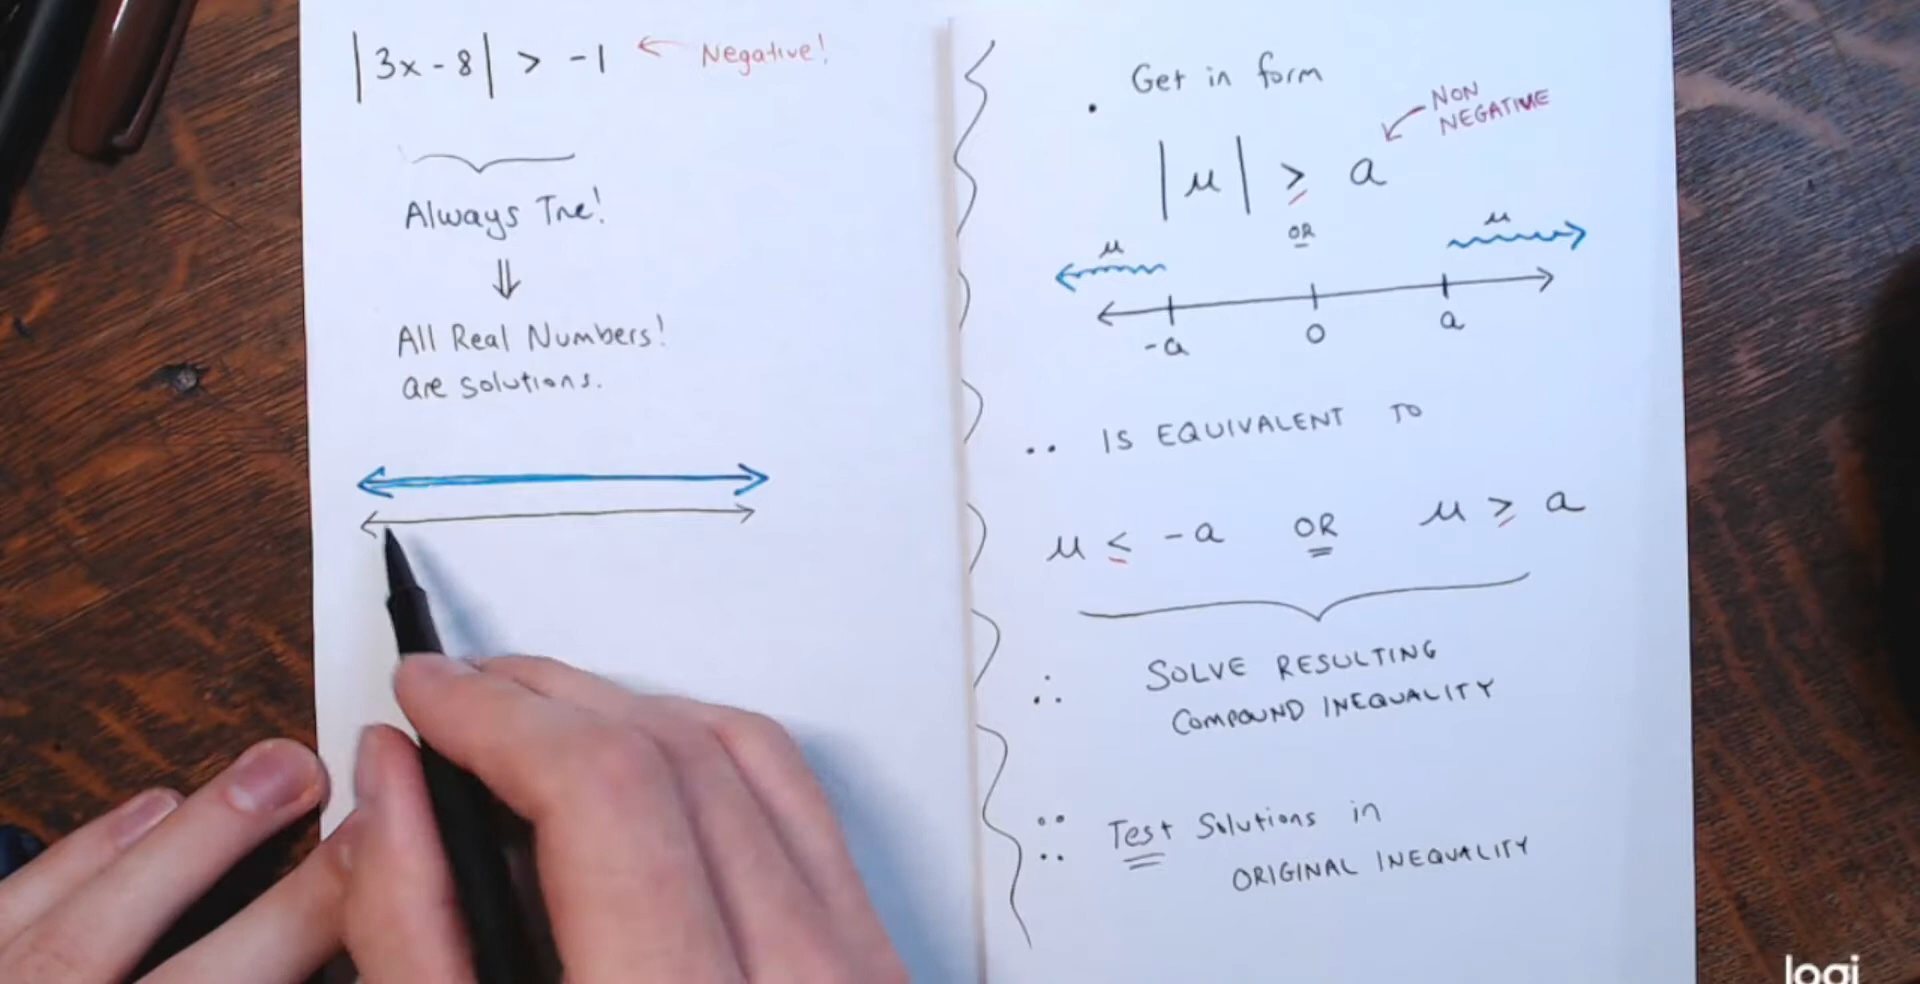 |3x - 8| > -1 ← Negative!
Always Tre!
⇓
All Real Numbers!
are solutions.
Get in form
NON
NEGATIVE
|μ| ≥ a
OR
μ μ
-a 0 a
IS EQUIVALENT TO
μ ≤ -a OR μ ≥ a
SOLVE RESULTING
COMPOUND INEQUALITY
Test Solutions in
ORIGINAL INEQUALITY
logi